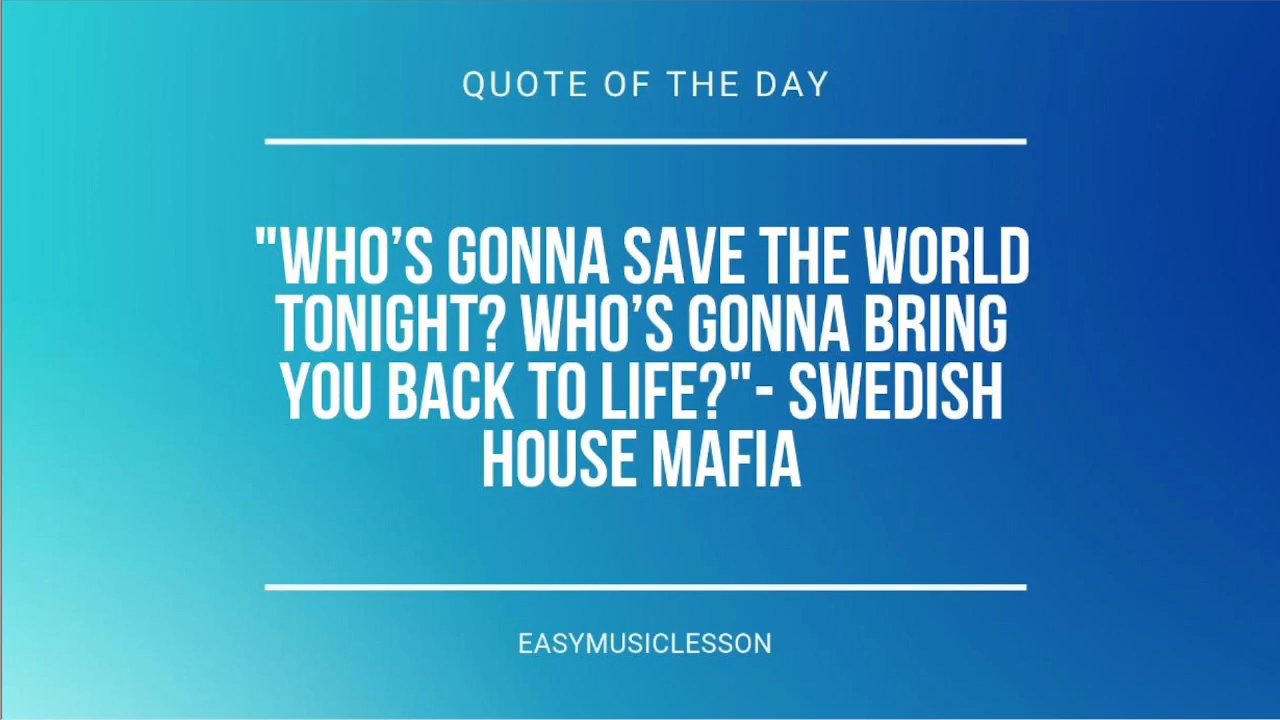 QUOTE OF THE DAY
"WHO’S GONNA SAVE THE WORLD
TONIGHT? WHO’S GONNA BRING
YOU BACK TO LIFE?"- SWEDISH
HOUSE MAFIA
EASYMUSICLESSON